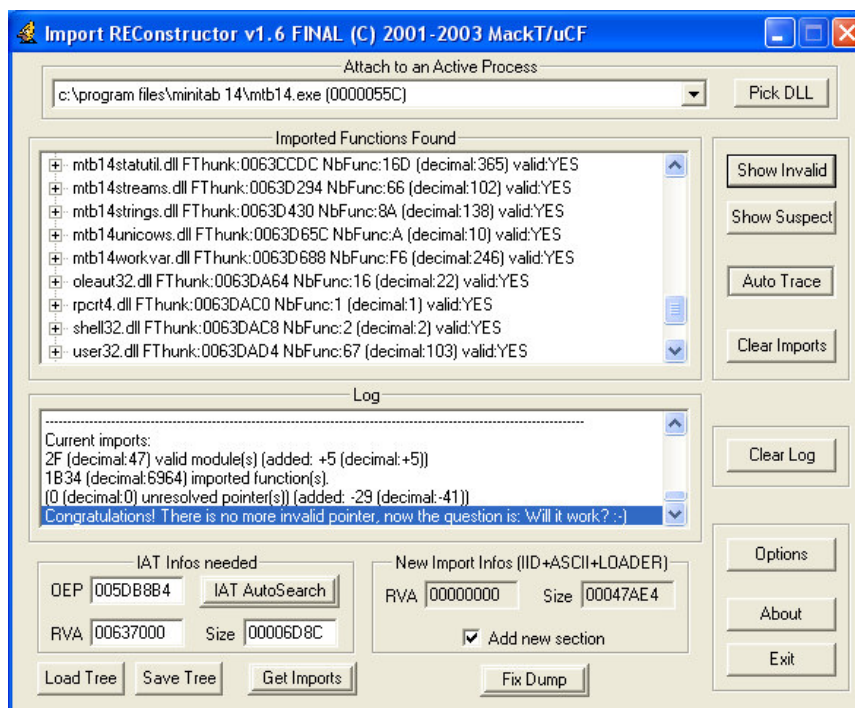 Import REConstructor v1.6 FINAL (C) 2001-2003 MackT/uCF
Attach to an Active Process
c:\program files\minitab 14\mtb14.exe (0000055C)
Pick DLL
Imported Functions Found
mtb14statutil.dll FThunk:0063CCDC NbFunc:16D (decimal:365) valid:YES
mtb14streams.dll FThunk:0063D294 NbFunc:66 (decimal:102) valid:YES
mtb14strings.dll FThunk:0063D430 NbFunc:8A (decimal:138) valid:YES
mtb14unicows.dll FThunk:0063D65C NbFunc:A (decimal:10) valid:YES
mtb14workvar.dll FThunk:0063D688 NbFunc:F6 (decimal:246) valid:YES
oleaut32.dll FThunk:0063DA64 NbFunc:16 (decimal:22) valid:YES
rpcrt4.dll FThunk:0063DAC0 NbFunc:1 (decimal:1) valid:YES
shell32.dll FThunk:0063DAC8 NbFunc:2 (decimal:2) valid:YES
user32.dll FThunk:0063DAD4 NbFunc:67 (decimal:103) valid:YES
Show Invalid
Show Suspect
Auto Trace
Clear Imports
Log
Current imports:
2F (decimal:47) valid module(s) (added: +5 (decimal:+5))
1B34 (decimal:6964) imported function(s).
(0 (decimal:0) unresolved pointer(s)) (added: -29 (decimal:-41))
Congratulations! There is no more invalid pointer, now the question is: Will it work? :-)
Clear Log
IAT Infos needed
OEP 005DB8B4 IAT AutoSearch
RVA 00637000 Size 00006D8C
New Import Infos (IID+ASCII+LOADER)
RVA 00000000 Size 00047AE4
Add new section
Options
About
Exit
Load Tree Save Tree Get Imports Fix Dump